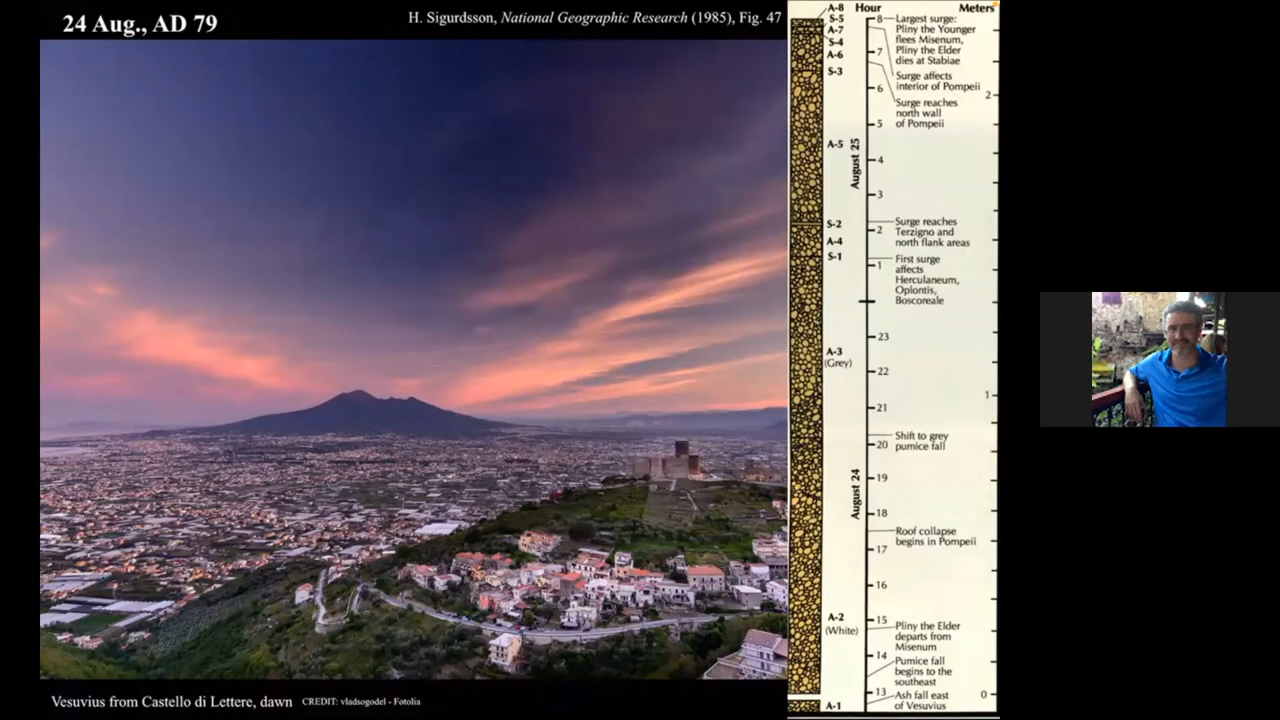 24 Aug., AD 79
H. Sigurdsson, National Geographic Research (1985), Fig. 47
A-8
S-5
A-7
S-4
A-6
S-3
A-5
S-2
A-4
S-1
A-3
(Grey)
A-2
(White)
A-1
Hour
Meters
8
7
6
5
4
3
2
1
23
22
21
20
19
18
17
16
15
14
13
August 25
August 24
Largest surge:
Pliny the Younger
flees Misenum,
Pliny the Elder
dies at Stabiae
Surge affects
interior of Pompeii
Surge reaches
north wall
of Pompeii
Surge reaches
Terzigno and
north flank areas
First surge
affects
Herculaneum,
Oplontis,
Boscoreale
Shift to grey
pumice fall
Roof collapse
begins in Pompeii
Pliny the Elder
departs from
Misenum
Pumice fall
begins to the
southeast
Ash fall east
of Vesuvius
2
1
0
Vesuvius from Castello di Lettere, dawn
CREDIT: vladsogodel - Fotolia